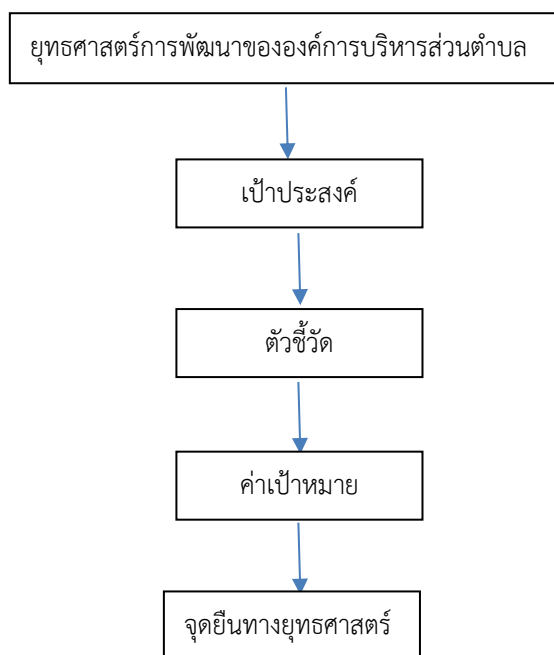 ยุทธศาสตร์การพัฒนาขององค์การบริหารส่วนตำบล
เป้าประสงค์
ตัวชี้วัด
ค่าเป้าหมาย
จุดยืนทางยุทธศาสตร์